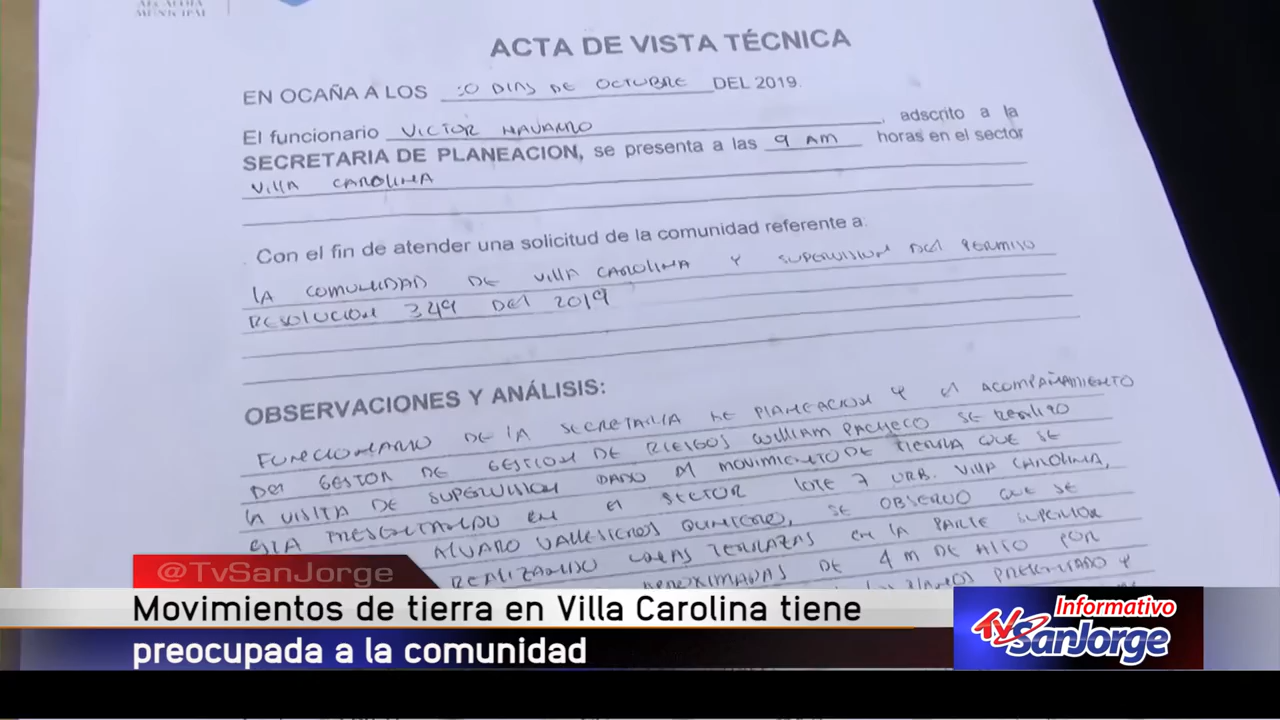 ALCALDÍA
MUNICIPAL
ACTA DE VISTA TÉCNICA
EN OCAÑA A LOS DIAS DE OCTUBRE DEL 2019.
El funcionario VICTOR NAVARRO, adscrito a la
SECRETARIA DE PLANEACION, se presenta a las 9 AM horas en el sector
VILLA CAROLINA
Con el fin de atender una solicitud de la comunidad referente a:
LA COMUNIDAD DE VILLA CAROLINA Y SUPERVISION DEL PERMISO
RESOLUCION 349 DEL 2019
OBSERVACIONES Y ANÁLISIS:
FUNCIONARIO DE LA SECRETARIA DE PLANEACION Y EL ACOMPAÑAMIENTO
DEL GESTOR DE GESTION DE RIESGOS WILLIAM PACHECO SE REALIZO
LA VISITA DE SUPERVISION DADO AL MOVIMIENTO DE TIERRA QUE SE
ESTA PRESENTANDO EN EL SECTOR LOTE 7 URB. VILLA CAROLINA,
ALVARO QUINTERO, SE OBSERVO QUE SE
REALIZANDO UNAS TERRAZAS EN LA PARTE SUPERIOR
APROXIMADAS DE 4 M DE ALTO POR
PRESENTADO Y
@TvSanJorge
Movimientos de tierra en Villa Carolina tiene
preocupada a la comunidad
Informativo
TV SanJorge